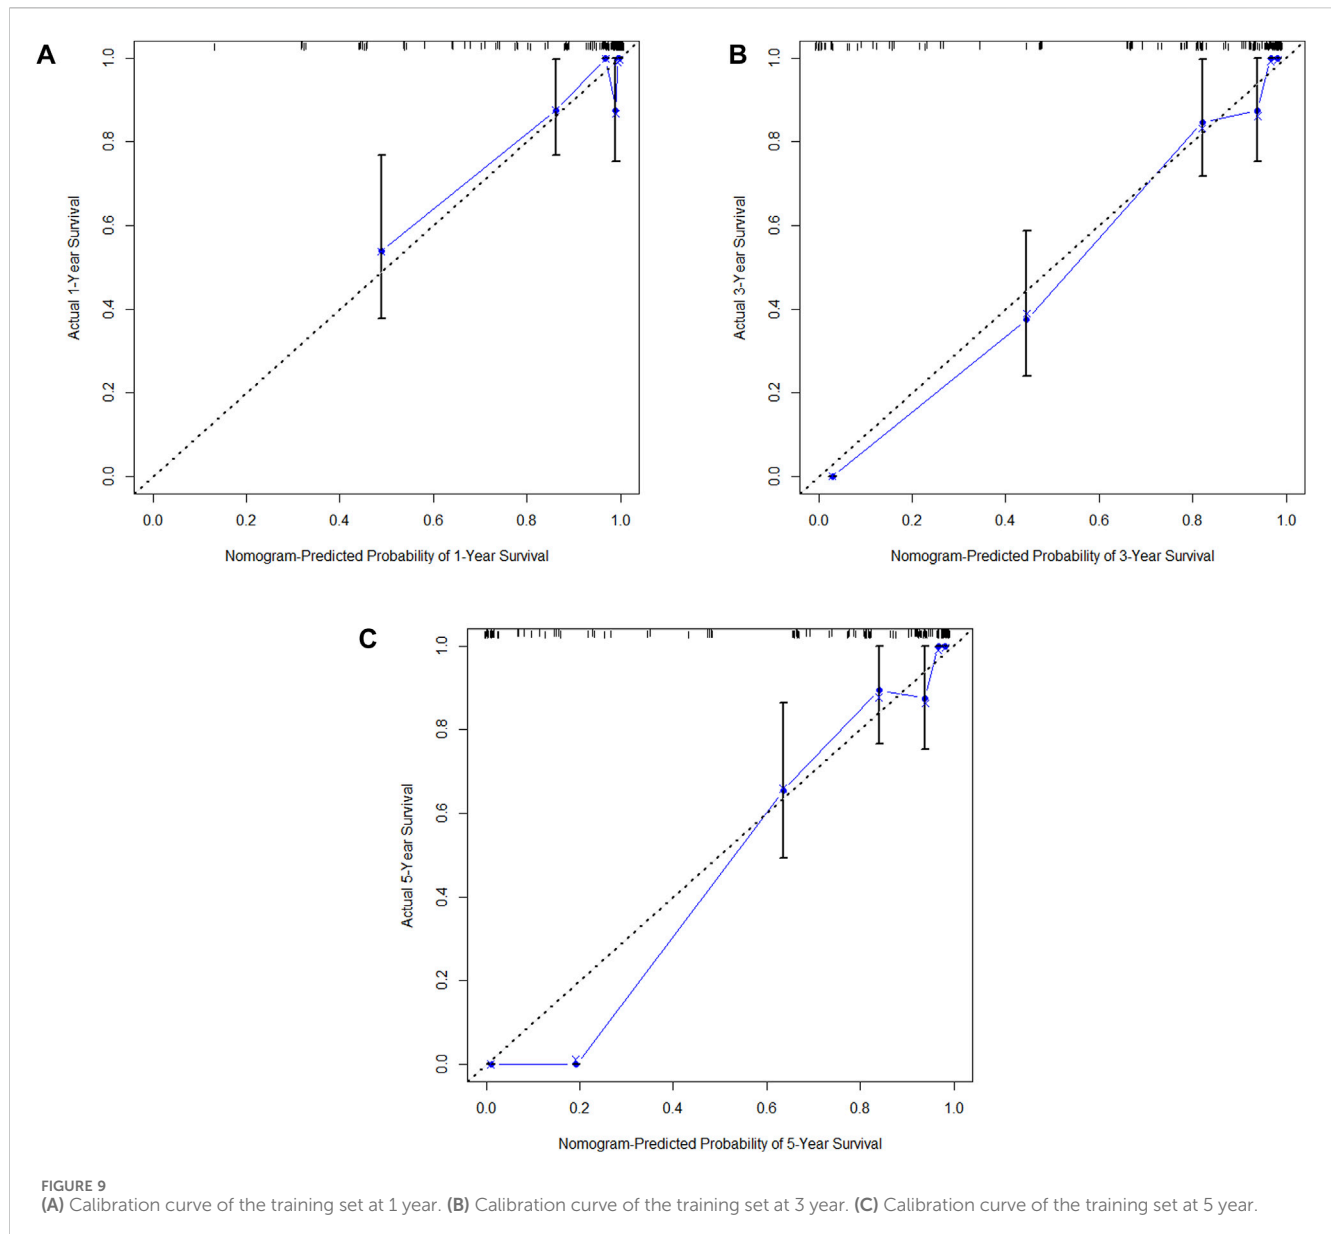 A
1.0
0.8
0.6
0.4
0.2
0.0
Actual 1-Year Survival
0.0 0.2 0.4 0.6 0.8 1.0
Nomogram-Predicted Probability of 1-Year Survival
B
1.0
0.8
0.6
0.4
0.2
0.0
Actual 3-Year Survival
0.0 0.2 0.4 0.6 0.8 1.0
Nomogram-Predicted Probability of 3-Year Survival
C
1.0
0.8
0.6
0.4
0.2
0.0
Actual 5-Year Survival
0.0 0.2 0.4 0.6 0.8 1.0
Nomogram-Predicted Probability of 5-Year Survival
FIGURE 9
(A) Calibration curve of the training set at 1 year. (B) Calibration curve of the training set at 3 year. (C) Calibration curve of the training set at 5 year.